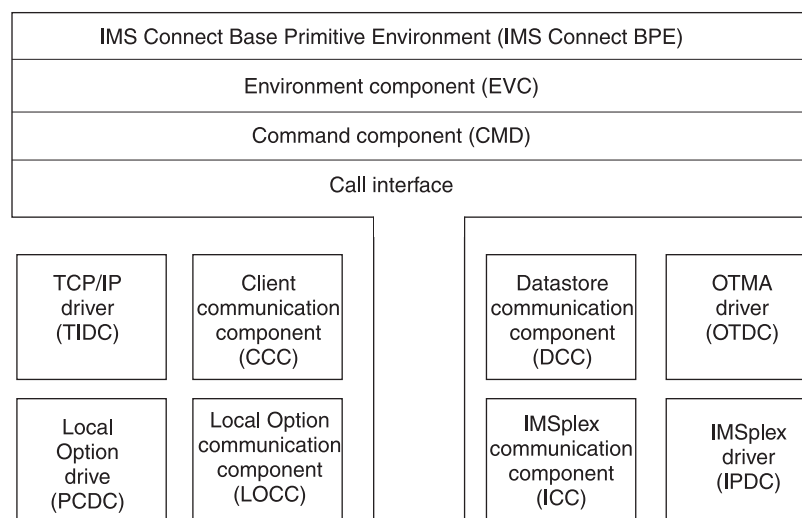 IMS Connect Base Primitive Environment (IMS Connect BPE)
Environment component (EVC)
Command component (CMD)
Call interface
TCP/IP
driver
(TIDC)
Client
communication
component
(CCC)
Datastore
communication
component
(DCC)
OTMA
driver
(OTDC)
Local
Option
drive
(PCDC)
Local Option
communication
component
(LOCC)
IMSplex
communication
component
(ICC)
IMSplex
driver
(IPDC)